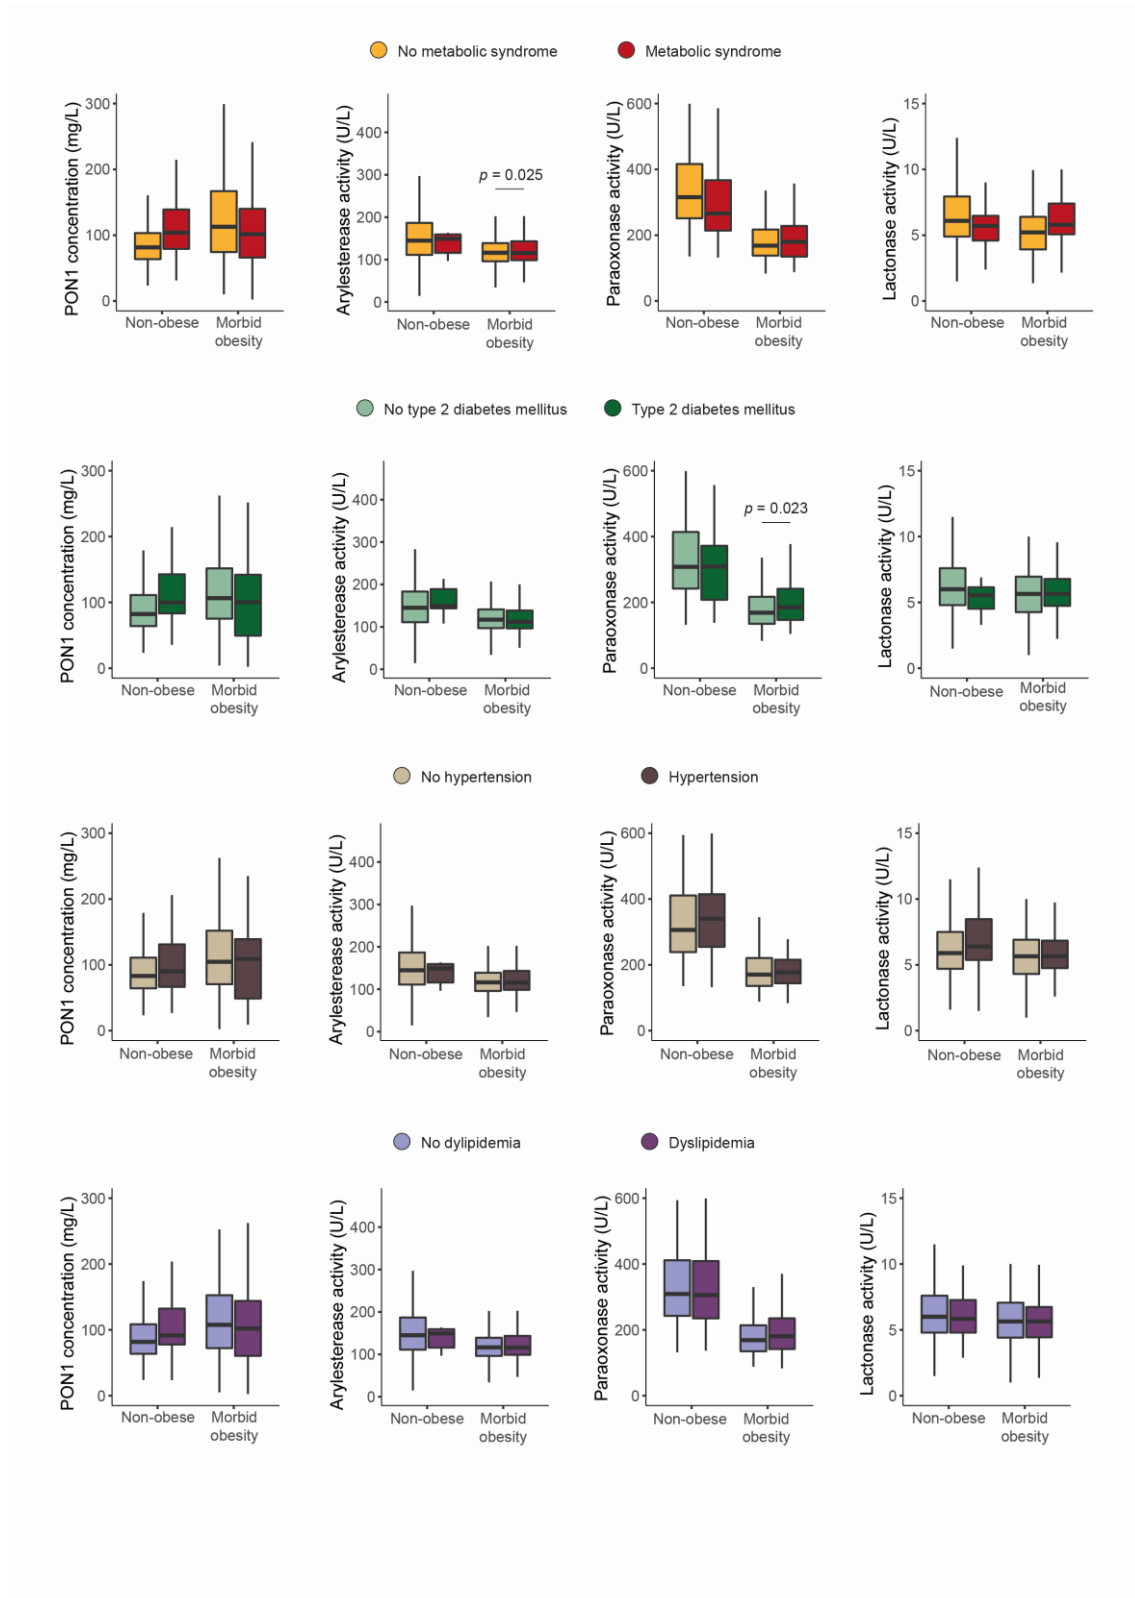 No metabolic syndrome
Metabolic syndrome
PON1 concentration (mg/L)
300
200
100
0
Non-obese
Morbid
obesity
Arylesterease activity (U/L)
400
300
200
100
0
p = 0.025
Non-obese
Morbid
obesity
Paraoxonase activity (U/L)
600
400
200
0
Non-obese
Morbid
obesity
Lactonase activity (U/L)
15
10
5
0
Non-obese
Morbid
obesity
No type 2 diabetes mellitus
Type 2 diabetes mellitus
PON1 concentration (mg/L)
300
200
100
0
Non-obese
Morbid
obesity
Arylesterease activity (U/L)
400
300
200
100
0
Non-obese
Morbid
obesity
Paraoxonase activity (U/L)
600
400
200
0
p = 0.023
Non-obese
Morbid
obesity
Lactonase activity (U/L)
15
10
5
0
Non-obese
Morbid
obesity
No hypertension
Hypertension
PON1 concentration (mg/L)
300
200
100
0
Non-obese
Morbid
obesity
Arylesterease activity (U/L)
400
300
200
100
0
Non-obese
Morbid
obesity
Paraoxonase activity (U/L)
600
400
200
0
Non-obese
Morbid
obesity
Lactonase activity (U/L)
15
10
5
0
Non-obese
Morbid
obesity
No dylipidemia
Dyslipidemia
PON1 concentration (mg/L)
300
200
100
0
Non-obese
Morbid
obesity
Arylesterease activity (U/L)
400
300
200
100
0
Non-obese
Morbid
obesity
Paraoxonase activity (U/L)
600
400
200
0
Non-obese
Morbid
obesity
Lactonase activity (U/L)
15
10
5
0
Non-obese
Morbid
obesity